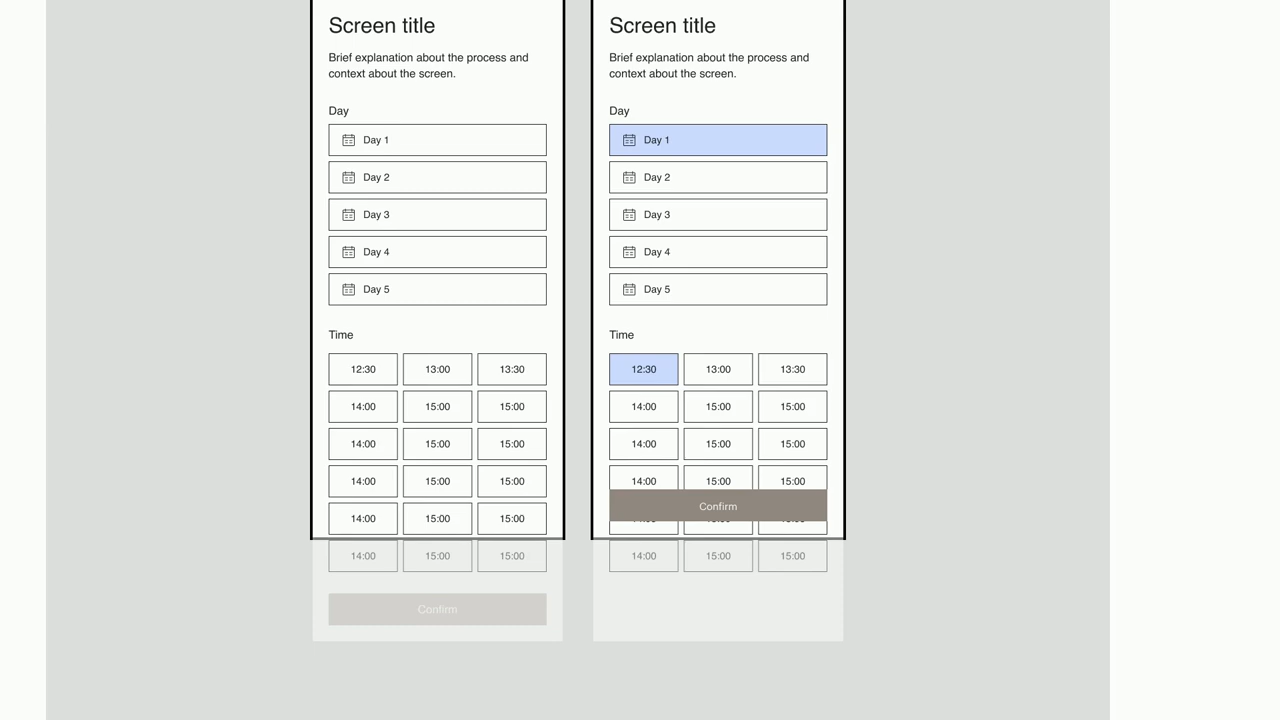 Screen title
Brief explanation about the process and
context about the screen.
Day
Day 1
Day 2
Day 3
Day 4
Day 5
Time
12:30 13:00 13:30
14:00 15:00 15:00
14:00 15:00 15:00
14:00 15:00 15:00
14:00 15:00 15:00
14:00 15:00 15:00
Confirm
Screen title
Brief explanation about the process and
context about the screen.
Day
Day 1
Day 2
Day 3
Day 4
Day 5
Time
12:30 13:00 13:30
14:00 15:00 15:00
14:00 15:00 15:00
14:00 15:00 15:00
Confirm
14:00 15:00 15:00